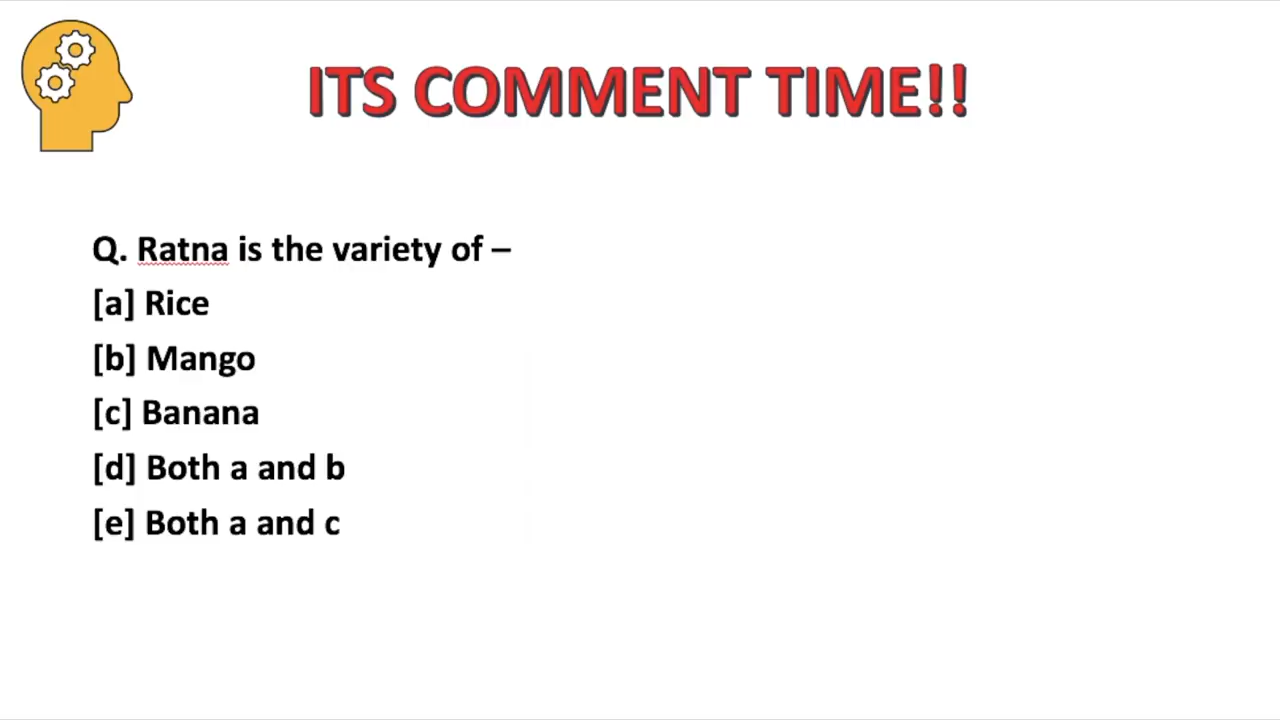 ITS COMMENT TIME!!
Q. Ratna is the variety of –
[a] Rice
[b] Mango
[c] Banana
[d] Both a and b
[e] Both a and c